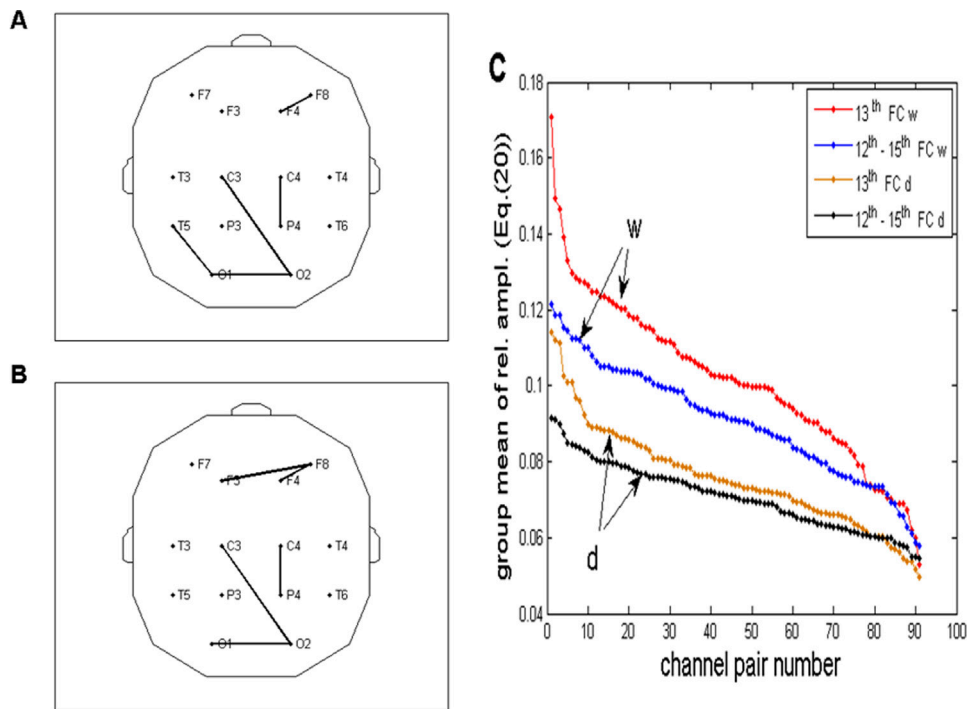 A
F7
F8
F3
F4
T3
C3
C4
T4
T5
P3
P4
T6
O1
O2
B
F7
F8
F3
F4
T3
C3
C4
T4
T5
P3
P4
T6
O1
O2
C
0.18
0.16
0.14
0.12
0.1
0.08
0.06
0.04
group mean of rel. ampl. (Eq.(20))
13th FC w
12th - 15th FC w
13th FC d
12th - 15th FC d
w
d
0 10 20 30 40 50 60 70 80 90 100
channel pair number